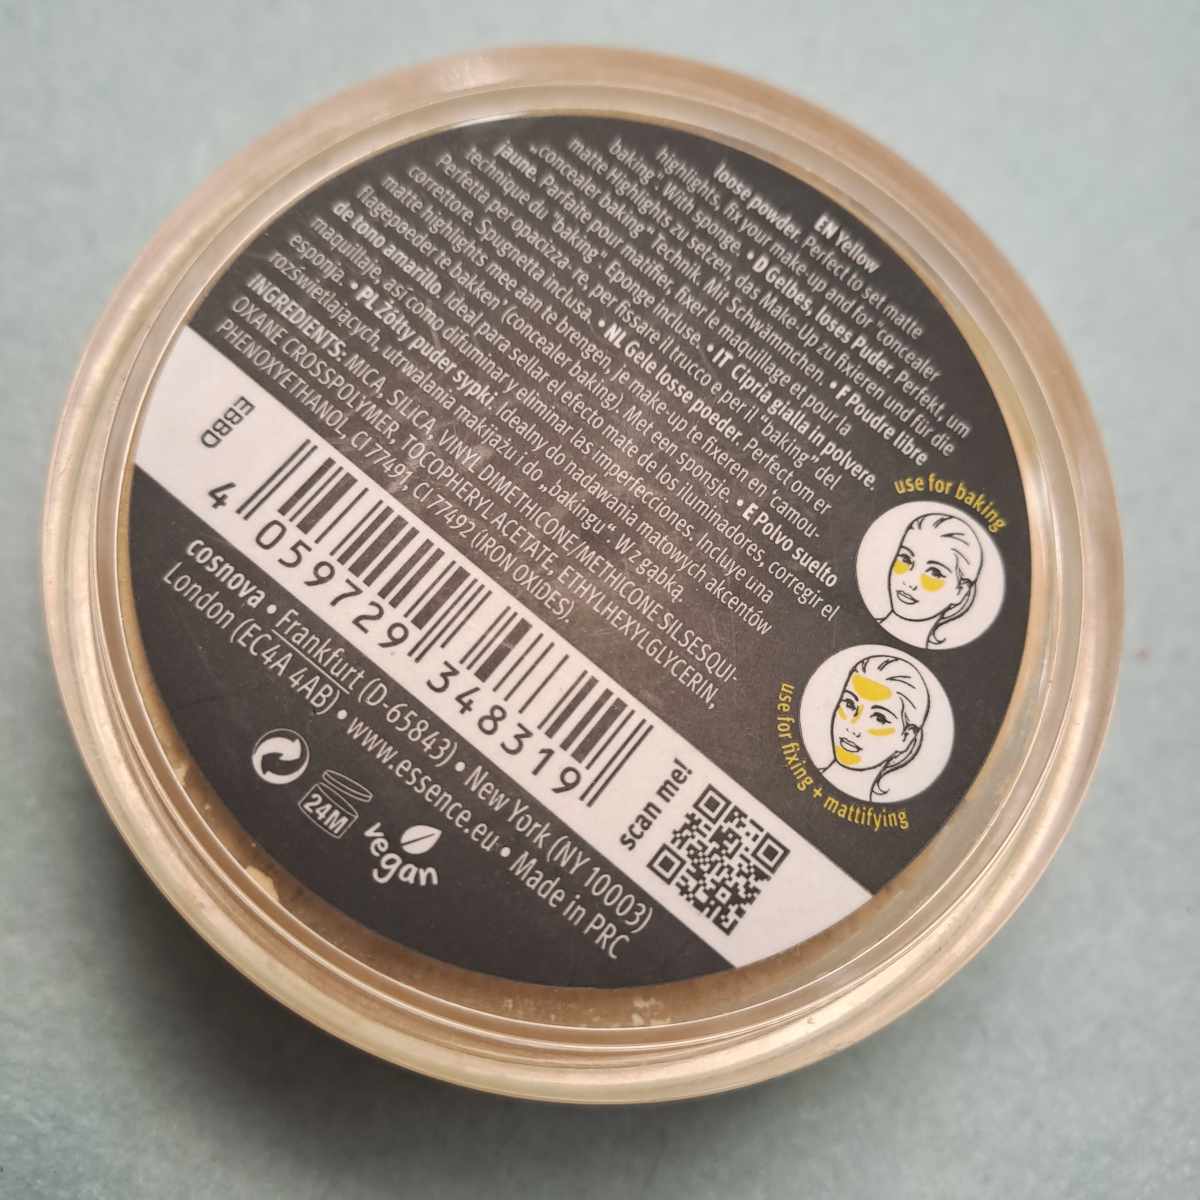 EN Yellow
loose powder. Perfect to set matte
highlights, fix your make-up and for "concealer
baking". With sponge. • D Gelbes, loses Puder. Perfekt, um
matte Highlights zu setzen, das Make-Up zu fixieren und für die
„concealer baking" Technik. Mit Schwämmchen. • F Poudre libre
jaune. Parfaite pour matifier, fixer le maquillage et pour la
technique du "baking". Eponge incluse. • IT Cipria gialla in polvere.
Perfetta per opacizza-re, per fissare il trucco e per il "baking" del
correttore. Spugnetta inclusa. • NL Gele losse poeder. Perfect om er
matte highlights mee aan te brengen, je make-up te fixeren en 'camou-
flagepoeder te bakken' (concealer baking). Met een sponsje. • E Polvo suelto
de tono amarillo. Ideal para sellar el efecto mate de los iluminadores, corregir el
maquillaje, así como difuminar y eliminar las imperfecciones. Incluye una
esponja. • PL Żółty puder sypki. Idealny do nadawania matowych akcentów
rozświetlających, utrwalania makijażu i do „bakingu". W z gąbką.
INGREDIENTS: MICA, SILICA, VINYL DIMETHICONE/METHICONE SILSESQUI-
OXANE CROSSPOLYMER, TOCOPHERYL ACETATE, ETHYLHEXYLGLYCERIN,
PHENOXYETHANOL, CI 77491, CI 77492 (IRON OXIDES).
use for baking
use for fixing + mattifying
EBBD
4 059729 348319
scan me!
cosnova • Frankfurt (D-65843) • New York (NY 10003)
London (EC4A 4AB) • www.essence.eu • Made in PRC
24M
vegan